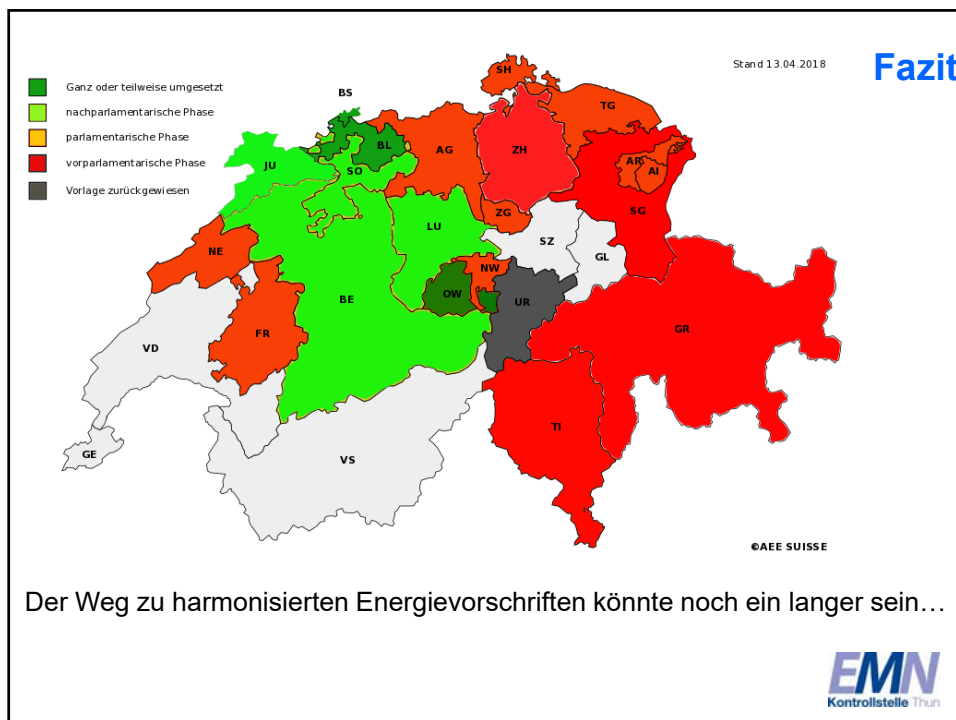 Stand 13.04.2018
Fazit
Ganz oder teilweise umgesetzt
nachparlamentarische Phase
parlamentarische Phase
vorparlamentarische Phase
Vorlage zurückgewiesen
SH
BS
TG
BL
AG
ZH
JU
SO
AR
AI
ZG
SG
LU
SZ
NE
GL
NW
OW
UR
BE
GR
FR
VD
TI
GE
VS
©AEE SUISSE
Der Weg zu harmonisierten Energievorschriften könnte noch ein langer sein…
EMN
Kontrollstelle Thun